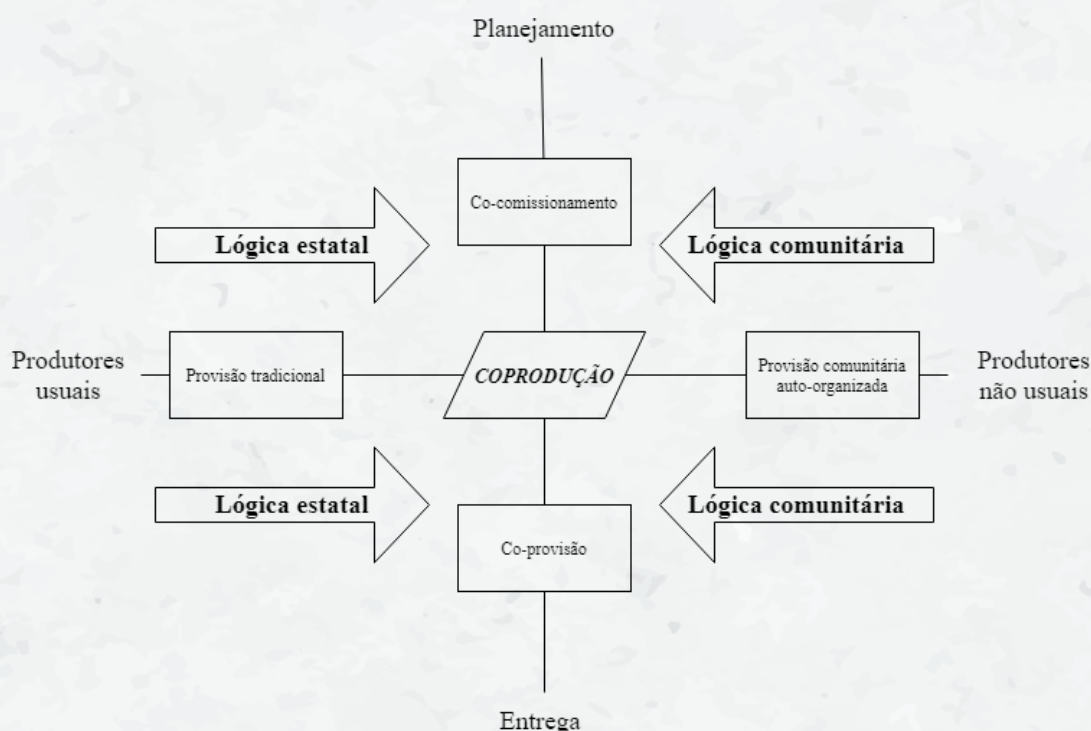 Planejamento
Co-comissionamento
Lógica estatal
Lógica comunitária
Produtores
usuais
Provisão tradicional
COPRODUÇÃO
Provisão comunitária
auto-organizada
Produtores
não usuais
Lógica estatal
Lógica comunitária
Co-provisão
Entrega